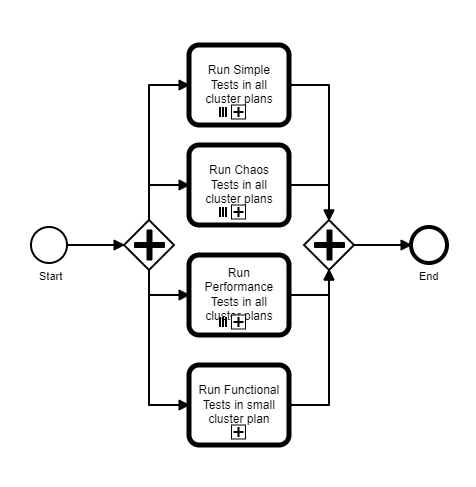 Run Simple
Tests in all
cluster plans
Run Chaos
Tests in all
cluster plans
Start
End
Run
Performance
Tests in all
cluster plans
Run Functional
Tests in small
cluster plan